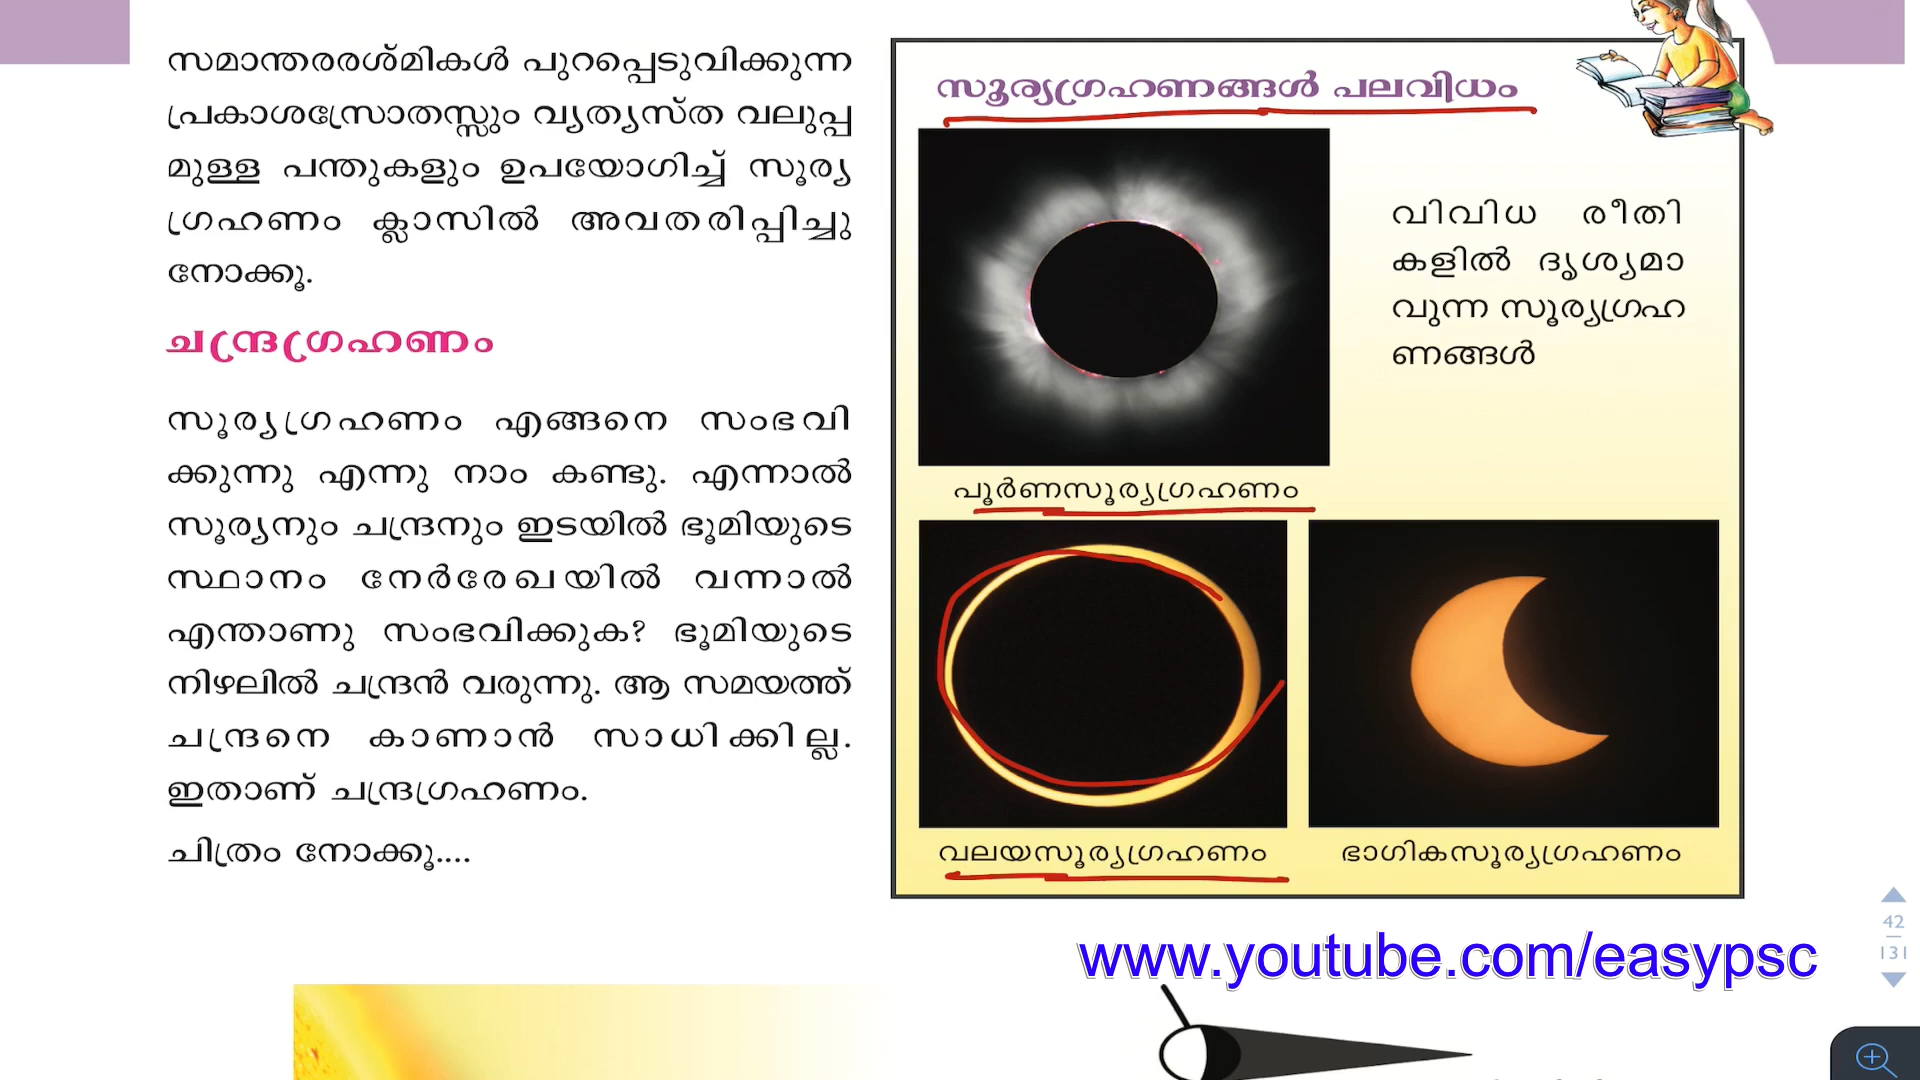 സമാന്തരരശ്മികൾ പുറപ്പെടുവിക്കുന്ന
പ്രകാശസ്രോതസ്സും വ്യത്യസ്ത വലുപ്പ
മുള്ള പന്തുകളും ഉപയോഗിച്ച് സൂര്യ
ഗ്രഹണം ക്ലാസിൽ അവതരിപ്പിച്ചു
നോക്കൂ.
ചന്ദ്രഗ്രഹണം
സൂര്യഗ്രഹണം എങ്ങനെ സംഭവി
ക്കുന്നു എന്നു നാം കണ്ടു. എന്നാൽ
സൂര്യനും ചന്ദ്രനും ഇടയിൽ ഭൂമിയുടെ
സ്ഥാനം നേർരേഖയിൽ വന്നാൽ
എന്താണു സംഭവിക്കുക? ഭൂമിയുടെ
നിഴലിൽ ചന്ദ്രൻ വരുന്നു. ആ സമയത്ത്
ചന്ദ്രനെ കാണാൻ സാധിക്കില്ല.
ഇതാണ് ചന്ദ്രഗ്രഹണം.
ചിത്രം നോക്കൂ....
സൂര്യഗ്രഹണങ്ങൾ പലവിധം
വിവിധ രീതി
കളിൽ ദൃശ്യമാ
വുന്ന സൂര്യഗ്രഹ
ണങ്ങൾ
പൂർണസൂര്യഗ്രഹണം
വലയസൂര്യഗ്രഹണം
ഭാഗികസൂര്യഗ്രഹണം
www.youtube.com/easypsc
42
131